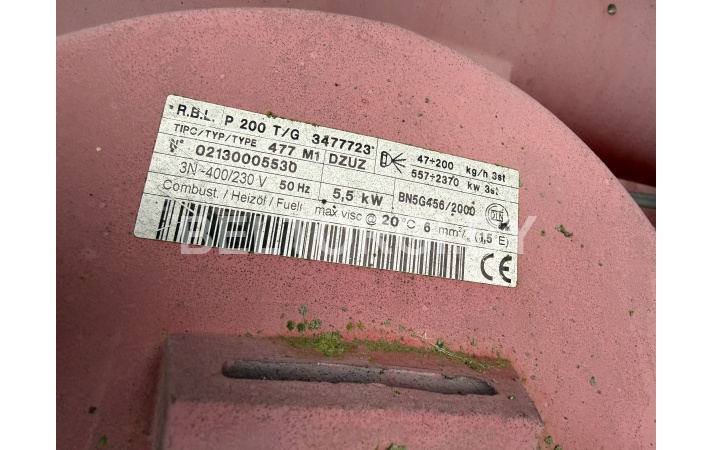 R.B.L. P 200 T/G 3477723
TIPO/TYP/TYPE 477 M1 DZUZ
N° 02130005530
3N ~400/230 V 50 Hz 5,5 kW
Combust. / Heizöl / Fuel: max visc @ 20 °C 6 mm²/s (1,5°E)
47÷200 kg/h 3st
557÷2370 kw 3st
BN5G456/2000
DIN
CE